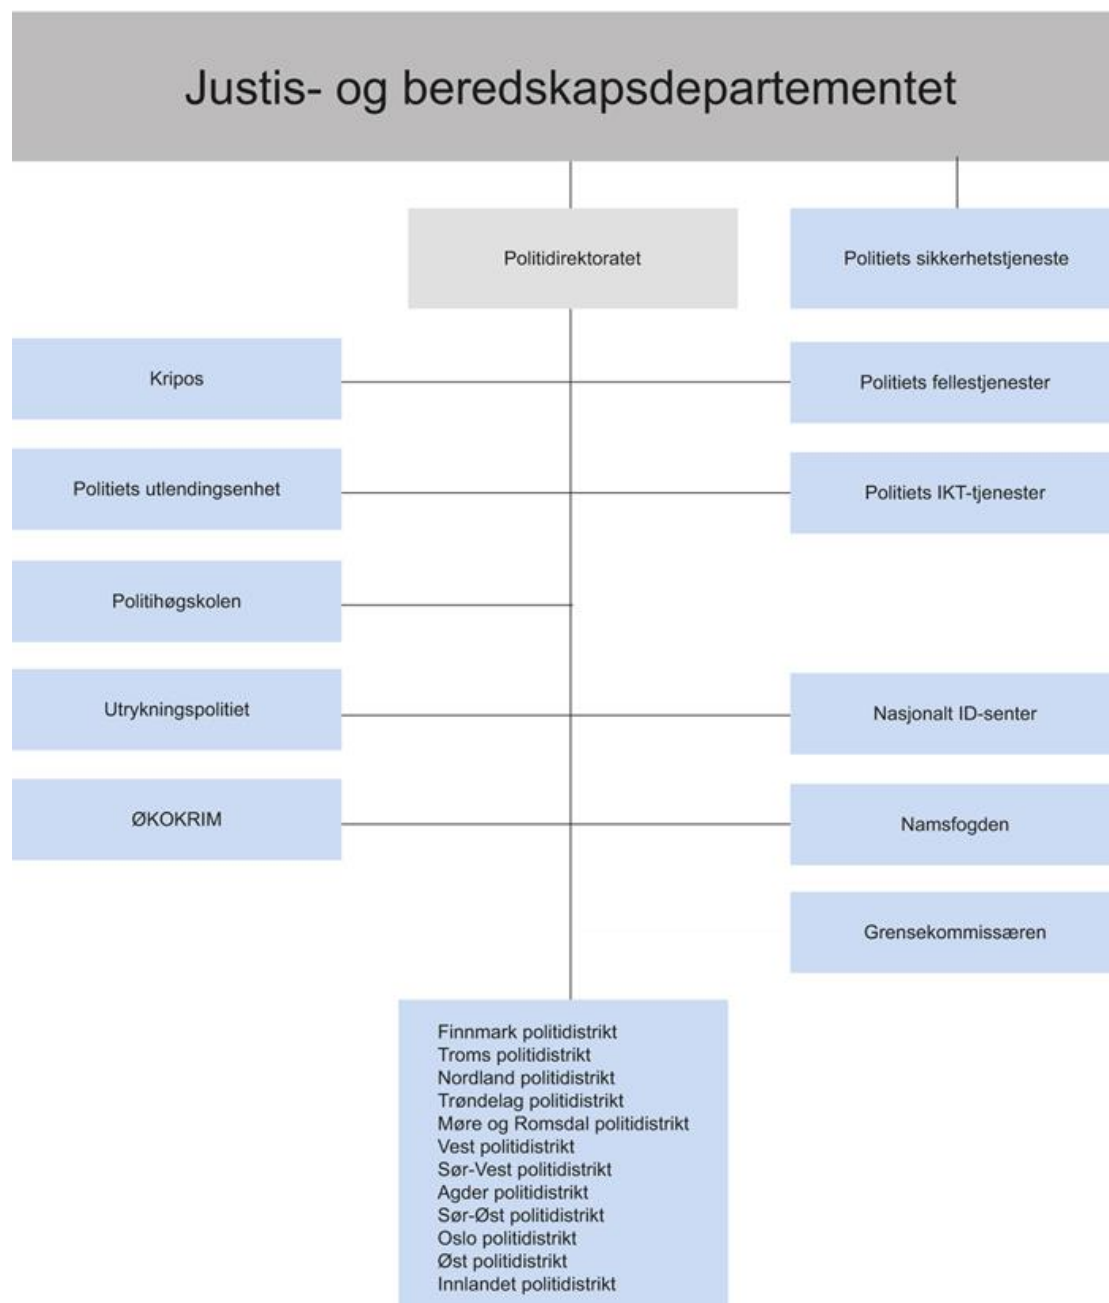 Justis- og beredskapsdepartementet
Politidirektoratet
Politiets sikkerhetstjeneste
Kripos
Politiets fellestjenester
Politiets utlendingsenhet
Politiets IKT-tjenester
Politihøgskolen
Utrykningspolitiet
Nasjonalt ID-senter
ØKOKRIM
Namsfogden
Grensekommissæren
Finnmark politidistrikt
Troms politidistrikt
Nordland politidistrikt
Trøndelag politidistrikt
Møre og Romsdal politidistrikt
Vest politidistrikt
Sør-Vest politidistrikt
Agder politidistrikt
Sør-Øst politidistrikt
Oslo politidistrikt
Øst politidistrikt
Innlandet politidistrikt